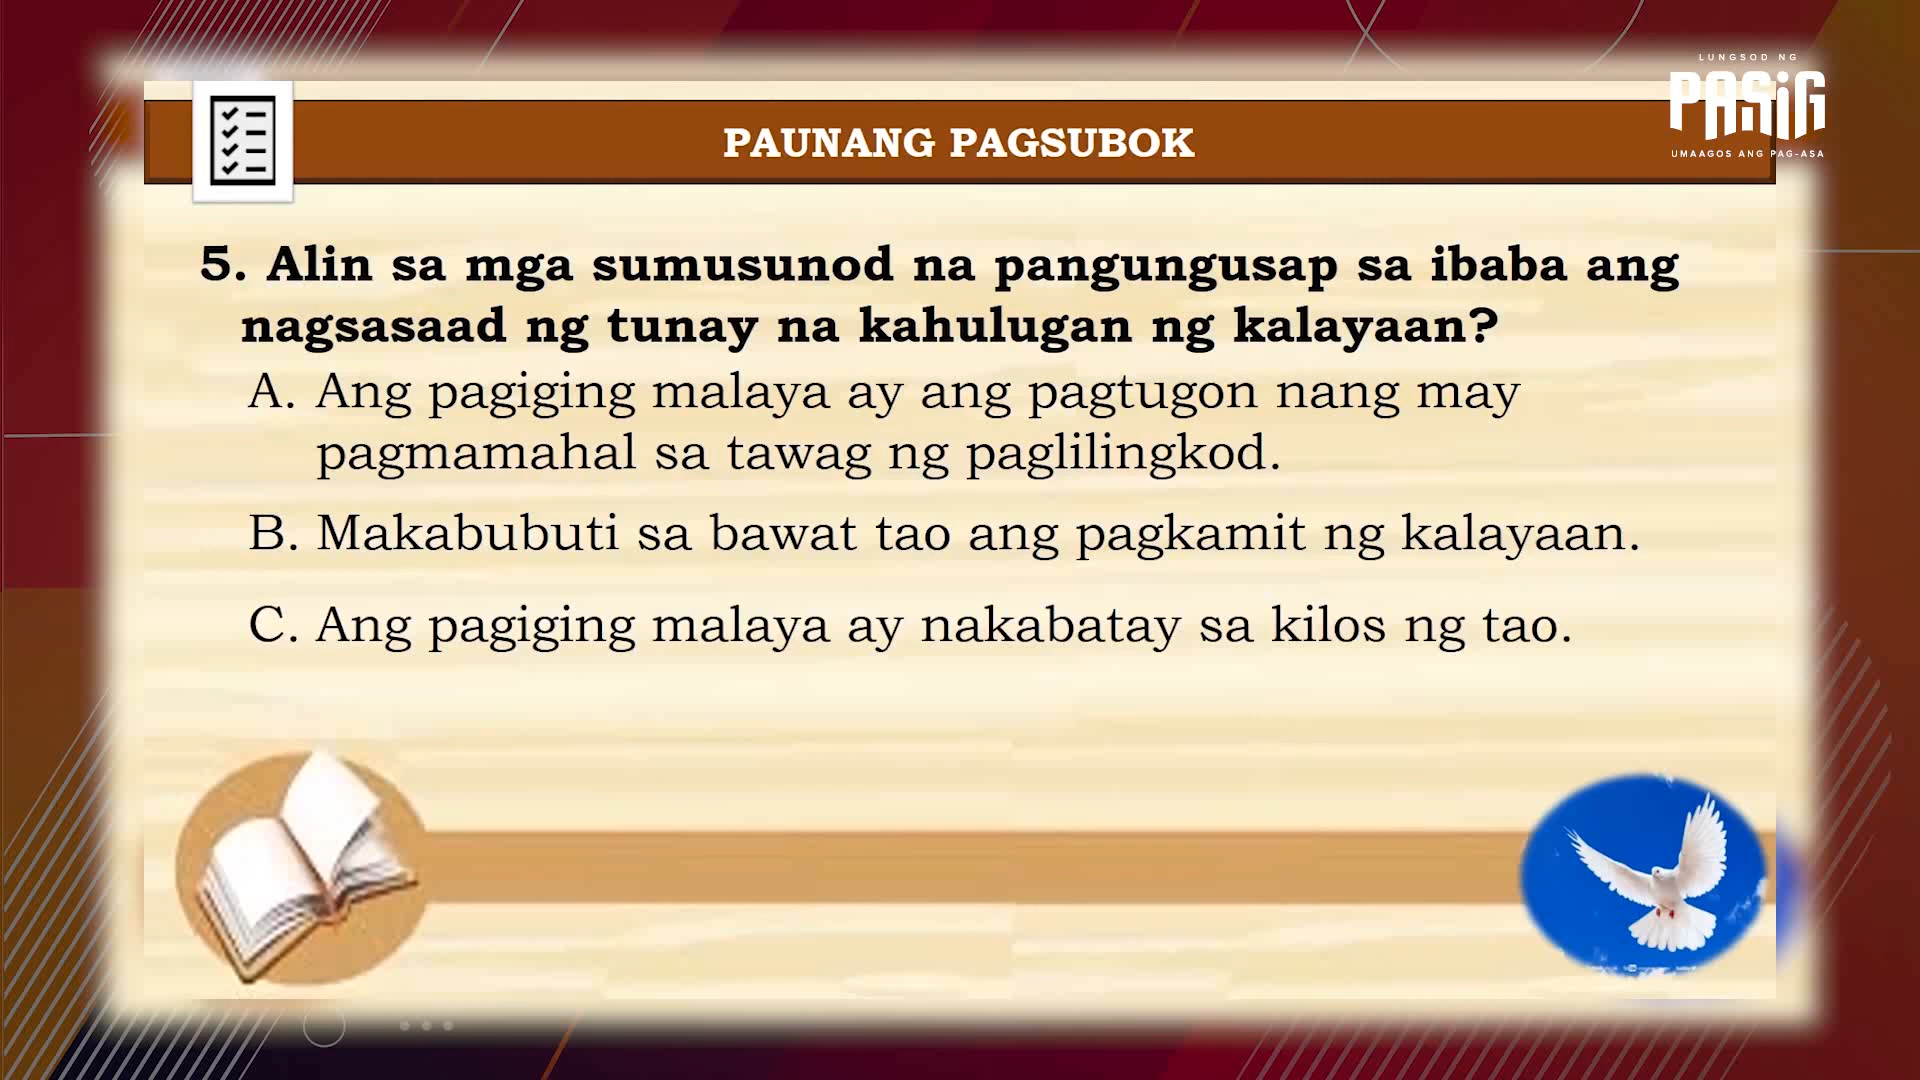 LUNGSOD NG
PASIG
UMAAGOS ANG PAG-ASA
PAUNANG PAGSUBOK
5. Alin sa mga sumusunod na pangungusap sa ibaba ang
nagsasaad ng tunay na kahulugan ng kalayaan?
A. Ang pagiging malaya ay ang pagtugon nang may
pagmamahal sa tawag ng paglilingkod.
B. Makabubuti sa bawat tao ang pagkamit ng kalayaan.
C. Ang pagiging malaya ay nakabatay sa kilos ng tao.